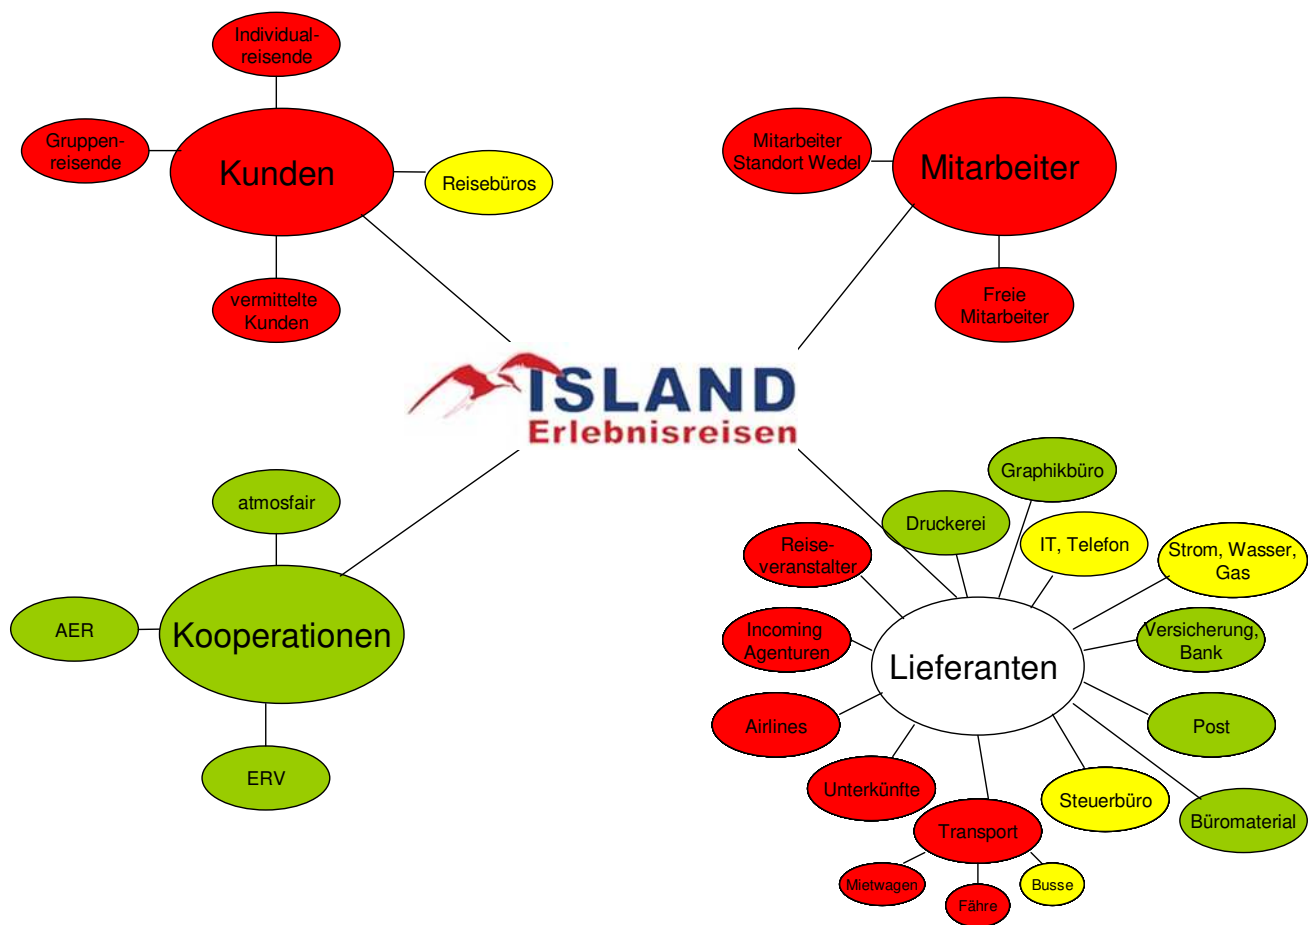 Individual-
reisende
Gruppen-
reisende
Kunden
Reisebüros
vermittelte
Kunden
Mitarbeiter
Standort Wedel
Mitarbeiter
Freie
Mitarbeiter
ISLAND
Erlebnisreisen
atmosfair
AER
Kooperationen
ERV
Graphikbüro
Druckerei
IT, Telefon
Strom, Wasser,
Gas
Reise-
veranstalter
Incoming
Agenturen
Lieferanten
Versicherung,
Bank
Airlines
Post
Unterkünfte
Steuerbüro
Büromaterial
Transport
Mietwagen
Fähre
Busse